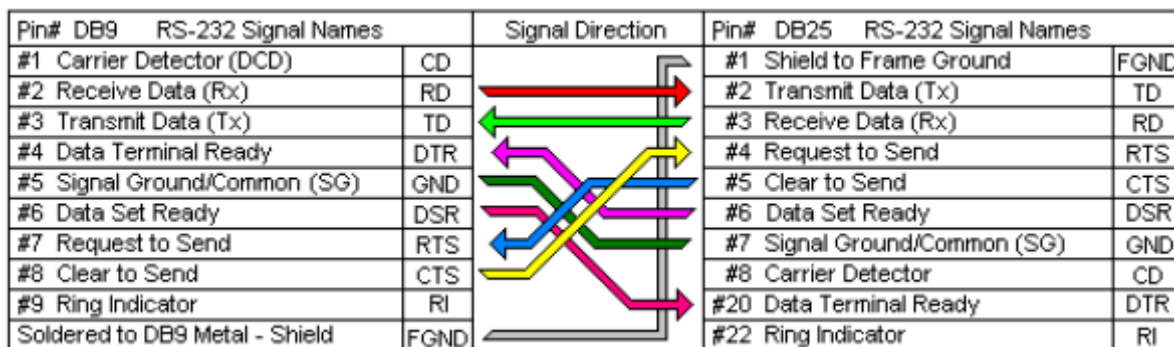 Pin# DB9 RS-232 Signal Names Signal Direction Pin# DB25 RS-232 Signal Names
#1 Carrier Detector (DCD) CD #1 Shield to Frame Ground FGND
#2 Receive Data (Rx) RD #2 Transmit Data (Tx) TD
#3 Transmit Data (Tx) TD #3 Receive Data (Rx) RD
#4 Data Terminal Ready DTR #4 Request to Send RTS
#5 Signal Ground/Common (SG) GND #5 Clear to Send CTS
#6 Data Set Ready DSR #6 Data Set Ready DSR
#7 Request to Send RTS #7 Signal Ground/Common (SG) GND
#8 Clear to Send CTS #8 Carrier Detector CD
#9 Ring Indicator RI #20 Data Terminal Ready DTR
Soldered to DB9 Metal - Shield FGND #22 Ring Indicator RI